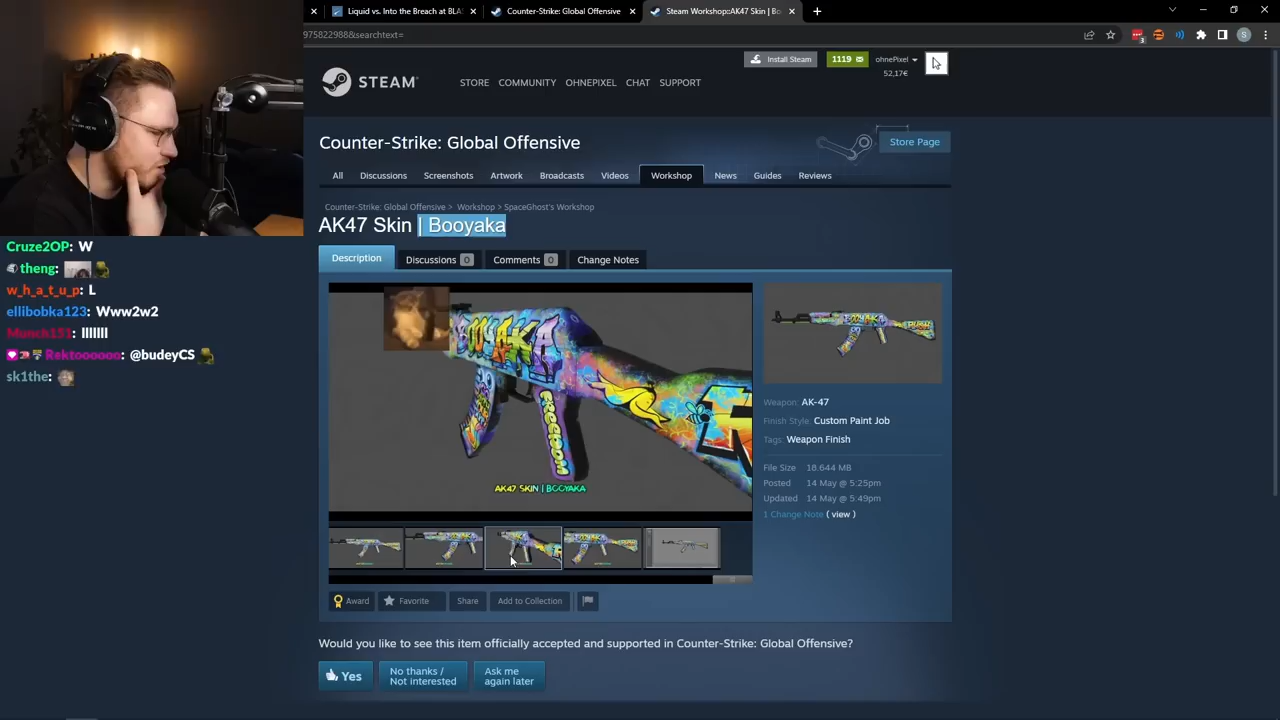 Liquid vs. Into the Breach at BLA
Counter-Strike: Global Offensive
Steam Workshop::AK47 Skin | Bo
975822988&searchtext=
Install Steam
1119
ohnePixel
52,17€
STEAM
STORE
COMMUNITY
OHNEPIXEL
CHAT
SUPPORT
Counter-Strike: Global Offensive
Store Page
All
Discussions
Screenshots
Artwork
Broadcasts
Videos
Workshop
News
Guides
Reviews
Counter-Strike: Global Offensive > Workshop > SpaceGhost's Workshop
AK47 Skin | Booyaka
Description
Discussions 0
Comments 0
Change Notes
Cruze2OP: W
theng:
w_h_a_t_u_p: L
ellibobka123: Www2w2
Munch151: lllllll
Rektoooooo: @budeyCS
sk1the:
BOOYAKA
FREEDOM
AK47 SKIN | BOOYAKA
Weapon: AK-47
Finish Style: Custom Paint Job
Tags: Weapon Finish
File Size 18.644 MB
Posted 14 May @ 5:25pm
Updated 14 May @ 5:49pm
1 Change Note ( view )
Award
Favorite
Share
Add to Collection
Would you like to see this item officially accepted and supported in Counter-Strike: Global Offensive?
Yes
No thanks /
Not interested
Ask me
again later